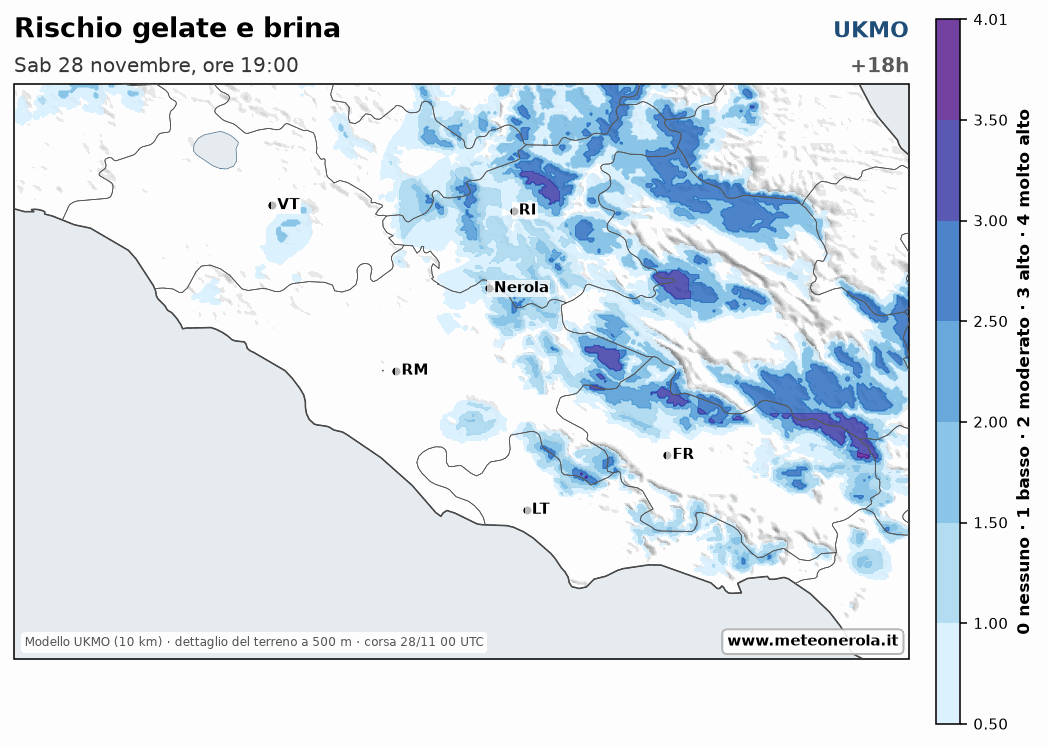 Rischio gelate e brina
UKMO
Sab 28 novembre, ore 19:00
+18h
4.01
3.50
3.00
2.50
2.00
1.50
1.00
0.50
0 nessuno · 1 basso · 2 moderato · 3 alto · 4 molto alto
VT
RI
Nerola
RM
FR
LT
Modello UKMO (10 km) · dettaglio del terreno a 500 m · corsa 28/11 00 UTC
www.meteonerola.it